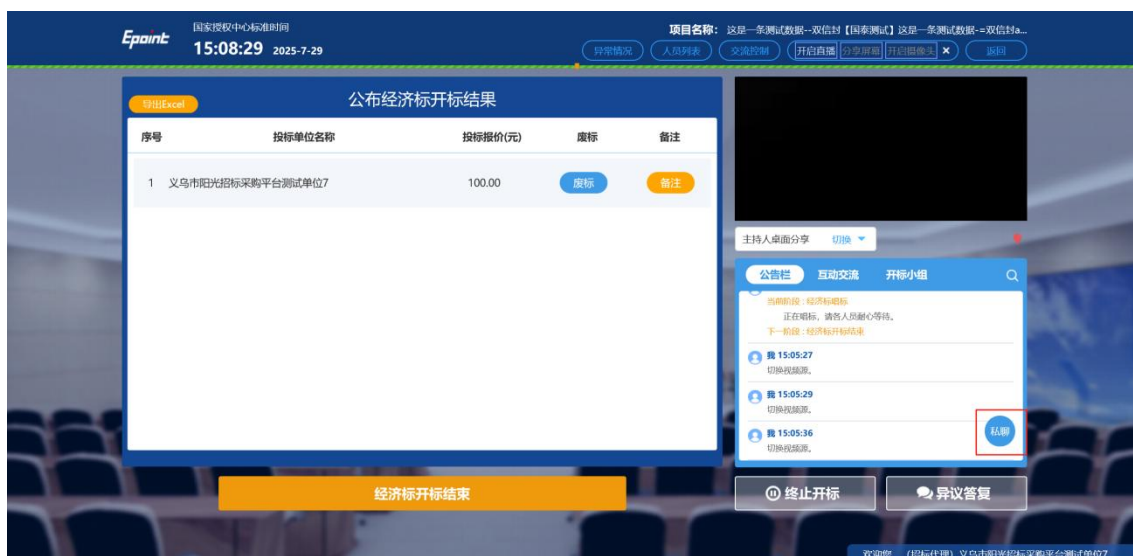 Epoint
国家授权中心标准时间
15:08:29 2025-7-29
项目名称： 这是一条测试数据--双信封【国泰测试】这是一条测试数据-=双信封a...
异常情况 人员列表 交流控制 开启直播 分享屏幕 开启摄像头 × 返回
导出Excel
公布经济标开标结果
序号 投标单位名称 投标报价(元) 废标 备注
1 义乌市阳光招标采购平台测试单位7 100.00 废标 备注
经济标开标结束
主持人桌面分享 切换
公告栏 互动交流 开标小组
当前阶段：经济标唱标
正在唱标，请各人员耐心等待。
下一阶段：经济标开标结束
我 15:05:27
切换视频源。
我 15:05:29
切换视频源。
我 15:05:36
切换视频源。
私聊
终止开标 异议答复
欢迎您 (招标代理) 义乌市阳光招标采购平台测试单位7